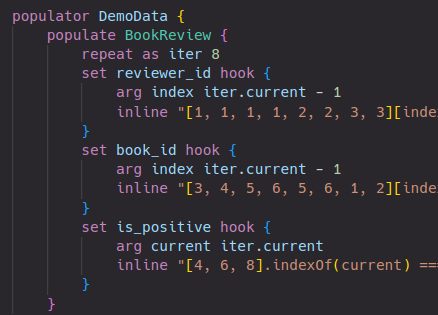 populator DemoData {
populate BookReview {
repeat as iter 8
set reviewer_id hook {
arg index iter.current - 1
inline "[1, 1, 1, 1, 2, 2, 3, 3][inde
}
set book_id hook {
arg index iter.current - 1
inline "[3, 4, 5, 6, 5, 6, 1, 2][inde
}
set is_positive hook {
arg current iter.current
inline "[4, 6, 8].indexOf(current) ===
}
}